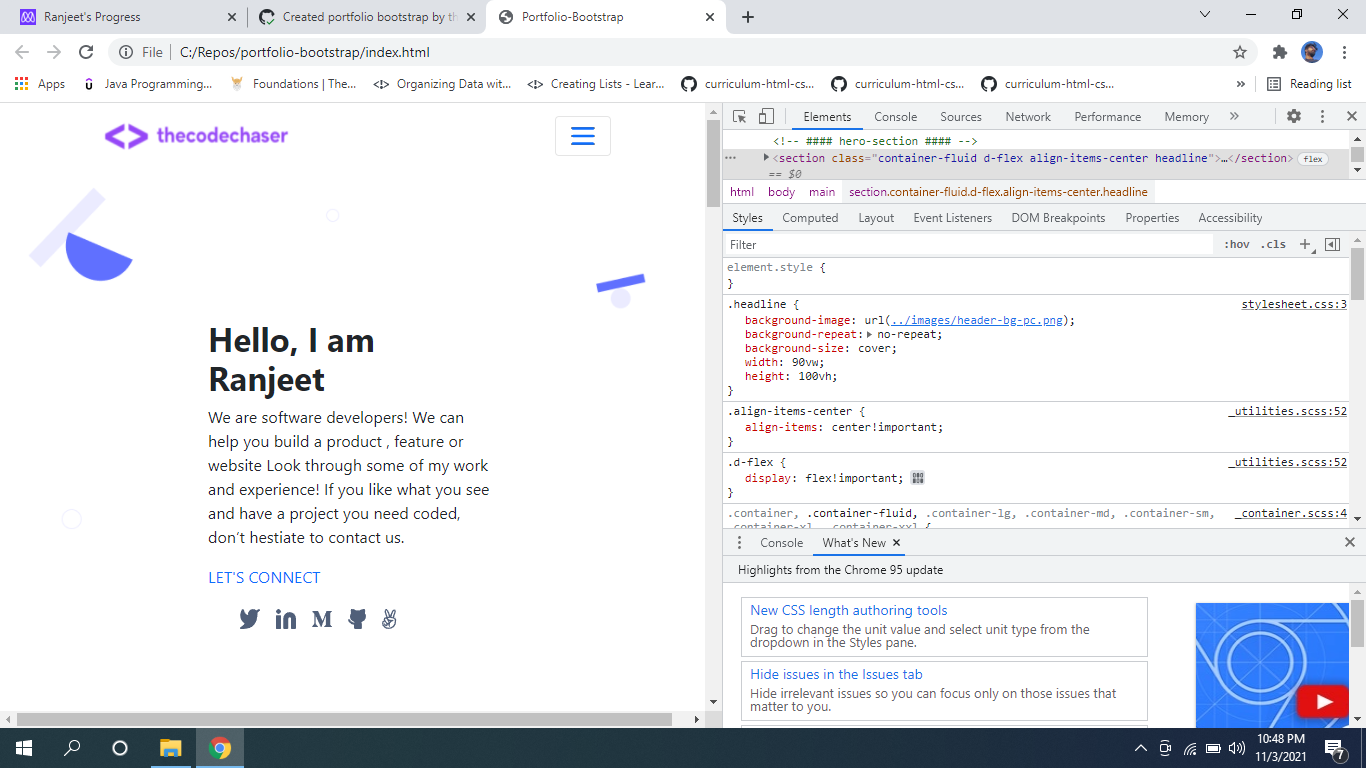 Ranjeet's Progress
Created portfolio bootstrap by th
Portfolio-Bootstrap
File
C:/Repos/portfolio-bootstrap/index.html
Apps
Java Programming...
Foundations | The...
Organizing Data wit...
Creating Lists - Lear...
curriculum-html-cs...
curriculum-html-cs...
curriculum-html-cs...
»
Reading list
thecodechaser
Hello, I am
Ranjeet
We are software developers! We can
help you build a product , feature or
website Look through some of my work
and experience! If you like what you see
and have a project you need coded,
don’t hestiate to contact us.
LET'S CONNECT
Elements Console Sources Network Performance Memory »
<!-- #### hero-section #### -->
<section class="container-fluid d-flex align-items-center headline">…</section> flex
== $0
html body main section.container-fluid.d-flex.align-items-center.headline
Styles Computed Layout Event Listeners DOM Breakpoints Properties Accessibility
Filter :hov .cls +
element.style {
}
.headline { stylesheet.css:3
background-image: url(../images/header-bg-pc.png);
background-repeat: no-repeat;
background-size: cover;
width: 90vw;
height: 100vh;
}
.align-items-center { _utilities.scss:52
align-items: center!important;
}
.d-flex { _utilities.scss:52
display: flex!important;
}
.container, .container-fluid, .container-lg, .container-md, .container-sm, _container.scss:4
.container-xl, .container-xxl {
Console What's New
Highlights from the Chrome 95 update
New CSS length authoring tools
Drag to change the unit value and select unit type from the
dropdown in the Styles pane.
Hide issues in the Issues tab
Hide irrelevant issues so you can focus only on those issues that
matter to you.
10:48 PM
11/3/2021
7